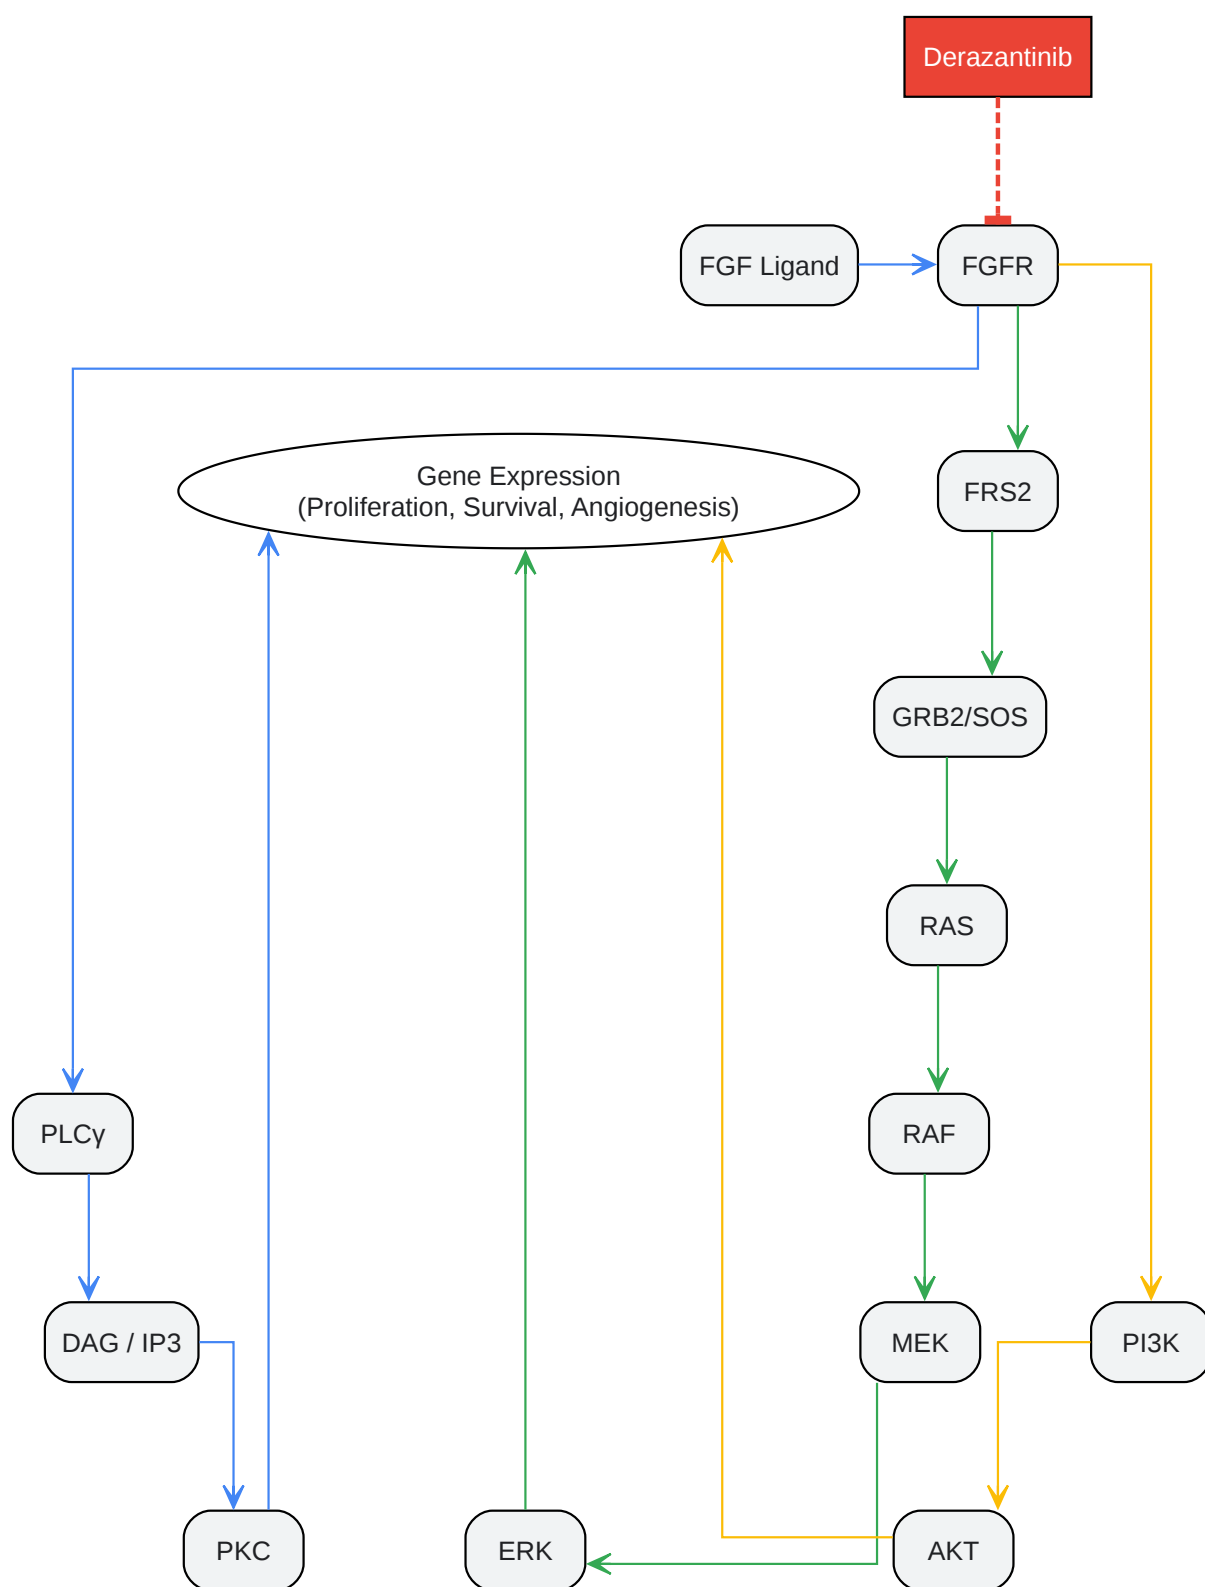 Derazantinib
FGF Ligand
FGFR
Gene Expression
(Proliferation, Survival, Angiogenesis)
FRS2
GRB2/SOS
RAS
PLCγ
RAF
DAG / IP3
MEK
PI3K
PKC
ERK
AKT